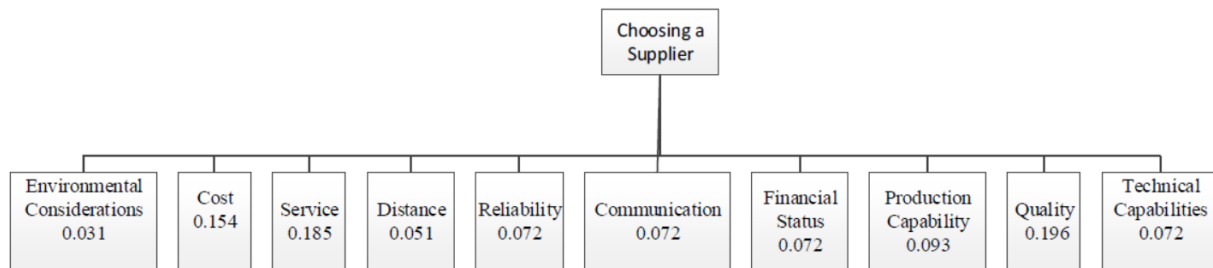 Choosing a
Supplier
Environmental
Considerations
0.031
Cost
0.154
Service
0.185
Distance
0.051
Reliability
0.072
Communication
0.072
Financial
Status
0.072
Production
Capability
0.093
Quality
0.196
Technical
Capabilities
0.072